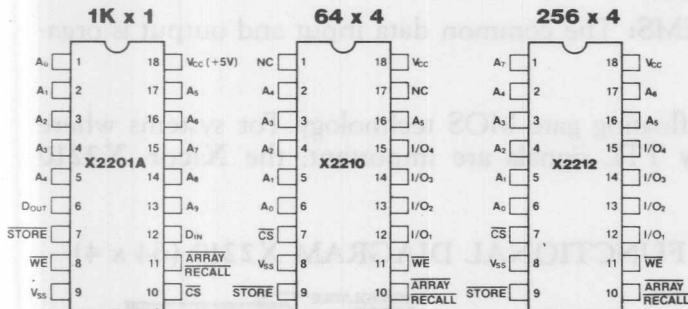 1K x 1
A₀ 1 18 Vcc (+5V)
A₁ 2 17 A₅
A₂ 3 16 A₆
A₃ 4 15 A₇
X2201A
A₄ 5 14 A₈
DOUT 6 13 A₉
STORE 7 12 DIN
WE 8 11 ARRAY RECALL
Vss 9 10 CS
64 x 4
NC 1 18 Vcc
A₄ 2 17 NC
A₃ 3 16 A₅
A₂ 4 15 I/O₄
X2210
A₁ 5 14 I/O₃
A₀ 6 13 I/O₂
CS 7 12 I/O₁
Vss 8 11 WE
STORE 9 10 ARRAY RECALL
256 x 4
A₇ 1 18 Vcc
A₄ 2 17 A₆
A₃ 3 16 A₅
A₂ 4 15 I/O₄
X2212
A₁ 5 14 I/O₃
A₀ 6 13 I/O₂
CS 7 12 I/O₁
Vss 8 11 WE
STORE 9 10 ARRAY RECALL